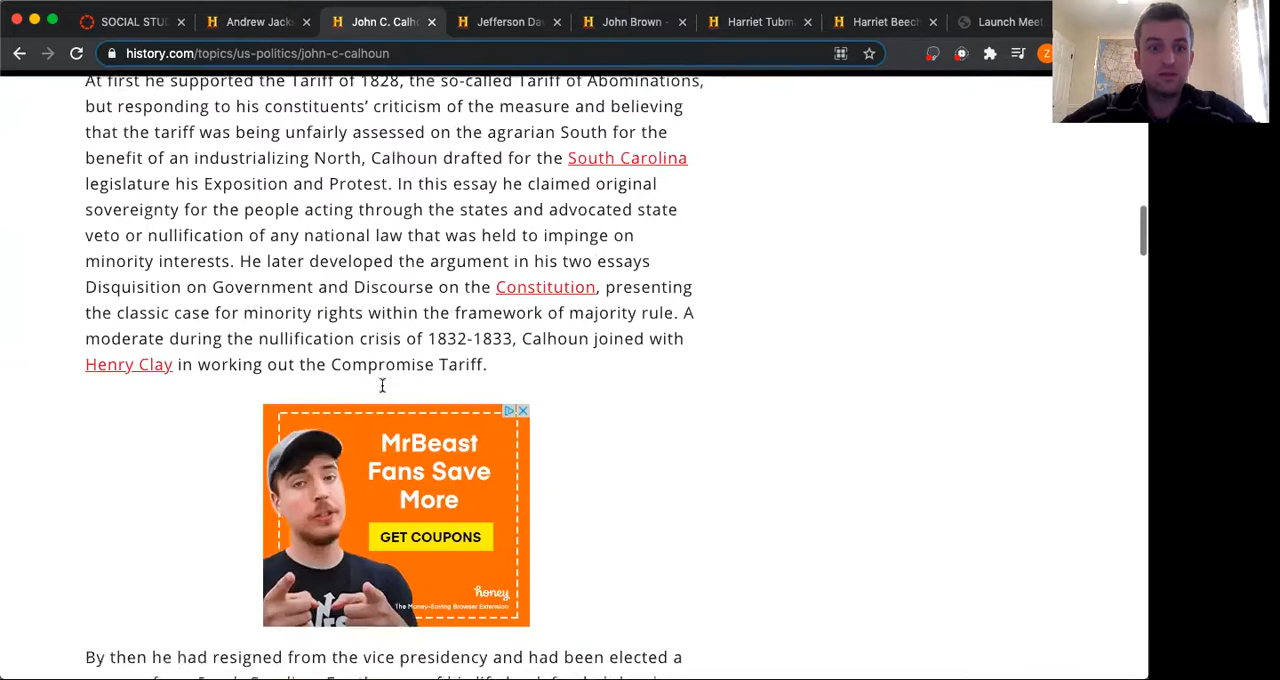 SOCIAL STU
Andrew Jacks
John C. Calho
Jefferson Da
John Brown -
Harriet Tubm
Harriet Beech
Launch Meet
history.com/topics/us-politics/john-c-calhoun
At first he supported the Tariff of 1828, the so-called Tariff of Abominations,
but responding to his constituents’ criticism of the measure and believing
that the tariff was being unfairly assessed on the agrarian South for the
benefit of an industrializing North, Calhoun drafted for the South Carolina
legislature his Exposition and Protest. In this essay he claimed original
sovereignty for the people acting through the states and advocated state
veto or nullification of any national law that was held to impinge on
minority interests. He later developed the argument in his two essays
Disquisition on Government and Discourse on the Constitution, presenting
the classic case for minority rights within the framework of majority rule. A
moderate during the nullification crisis of 1832-1833, Calhoun joined with
Henry Clay in working out the Compromise Tariff.
MrBeast
Fans Save
More
GET COUPONS
honey
The Money-Saving Browser Extension
By then he had resigned from the vice presidency and had been elected a